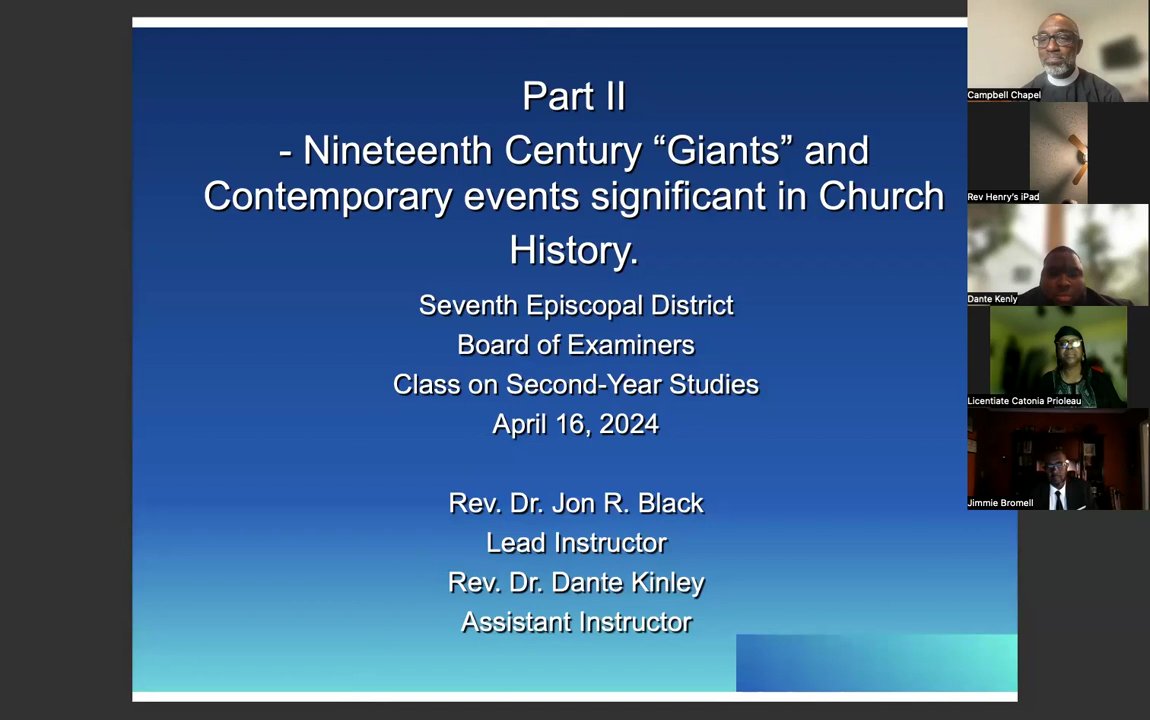 Part II
- Nineteenth Century “Giants” and
Contemporary events significant in Church
History.
Seventh Episcopal District
Board of Examiners
Class on Second-Year Studies
April 16, 2024
Rev. Dr. Jon R. Black
Lead Instructor
Rev. Dr. Dante Kinley
Assistant Instructor
Campbell Chapel
Rev Henry's iPad
Dante Kenly
Licentiate Catonia Prioleau
Jimmie Bromell